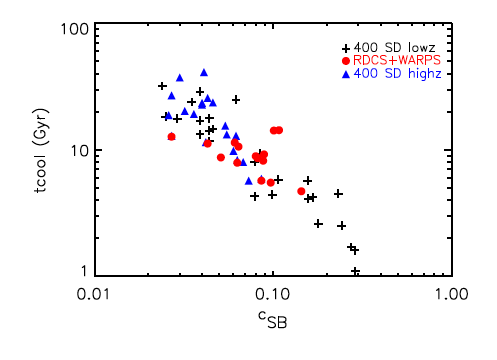 100
400 SD lowz
RDCS+WARPS
400 SD highz
tcool (Gyr)
10
1
0.01
0.10
1.00
cSB